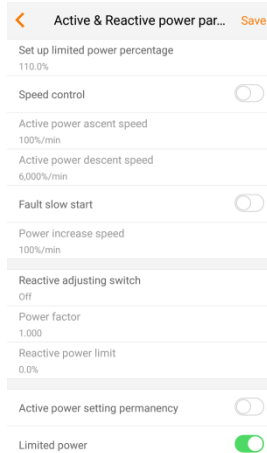 Active & Reactive power par... Save
Set up limited power percentage
110.0%
Speed control
Active power ascent speed
100%/min
Active power descent speed
6,000%/min
Fault slow start
Power increase speed
100%/min
Reactive adjusting switch
Off
Power factor
1.000
Reactive power limit
0.0%
Active power setting permanency
Limited power